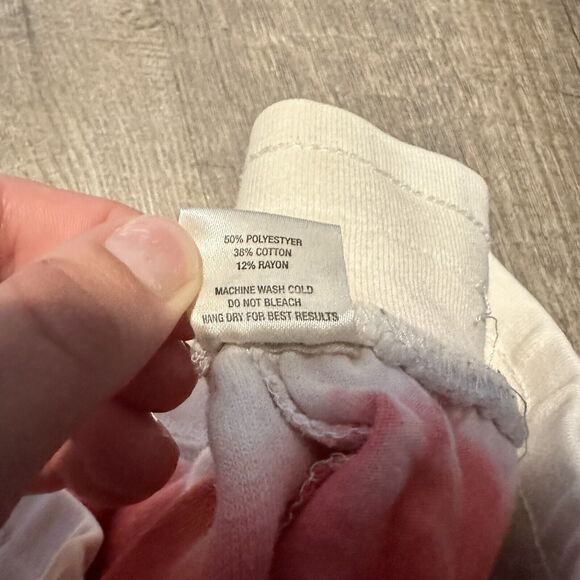 50% POLYESTYER
38% COTTON
12% RAYON
MACHINE WASH COLD
DO NOT BLEACH
HANG DRY FOR BEST RESULTS